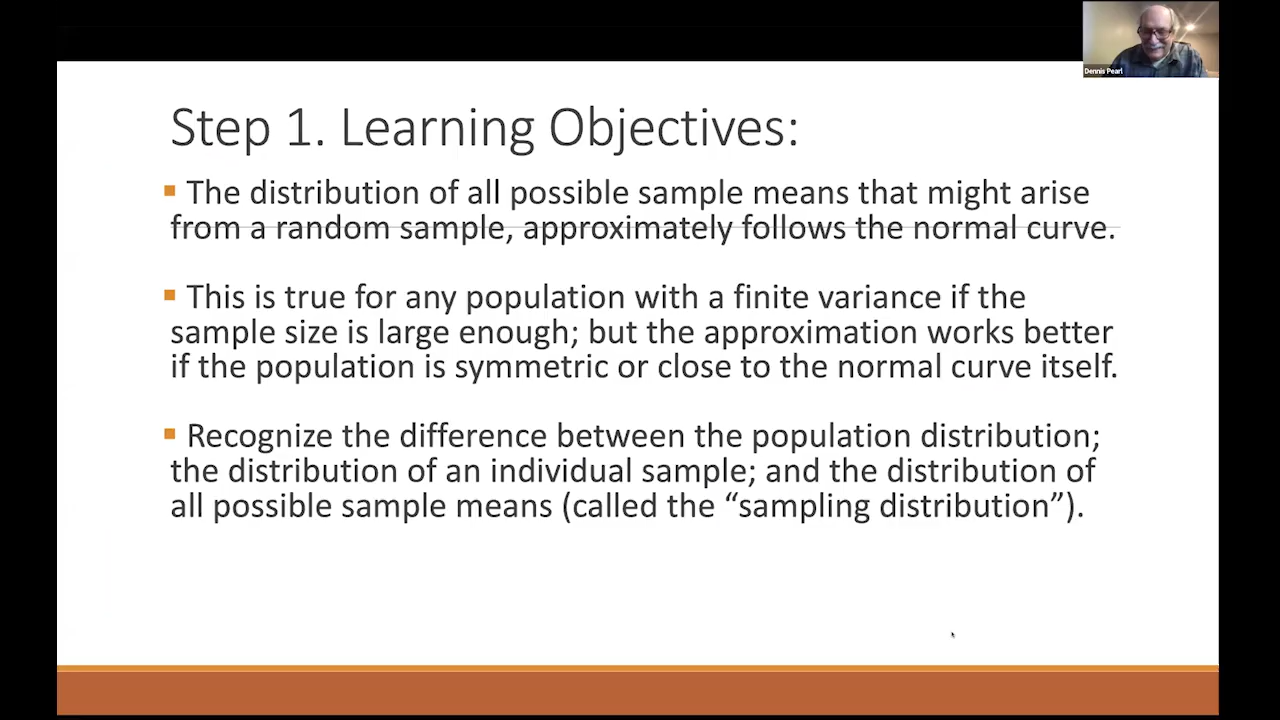 Dennis Pearl
Step 1. Learning Objectives:
▪ The distribution of all possible sample means that might arise
from a random sample, approximately follows the normal curve.
▪ This is true for any population with a finite variance if the
sample size is large enough; but the approximation works better
if the population is symmetric or close to the normal curve itself.
▪ Recognize the difference between the population distribution;
the distribution of an individual sample; and the distribution of
all possible sample means (called the “sampling distribution”).